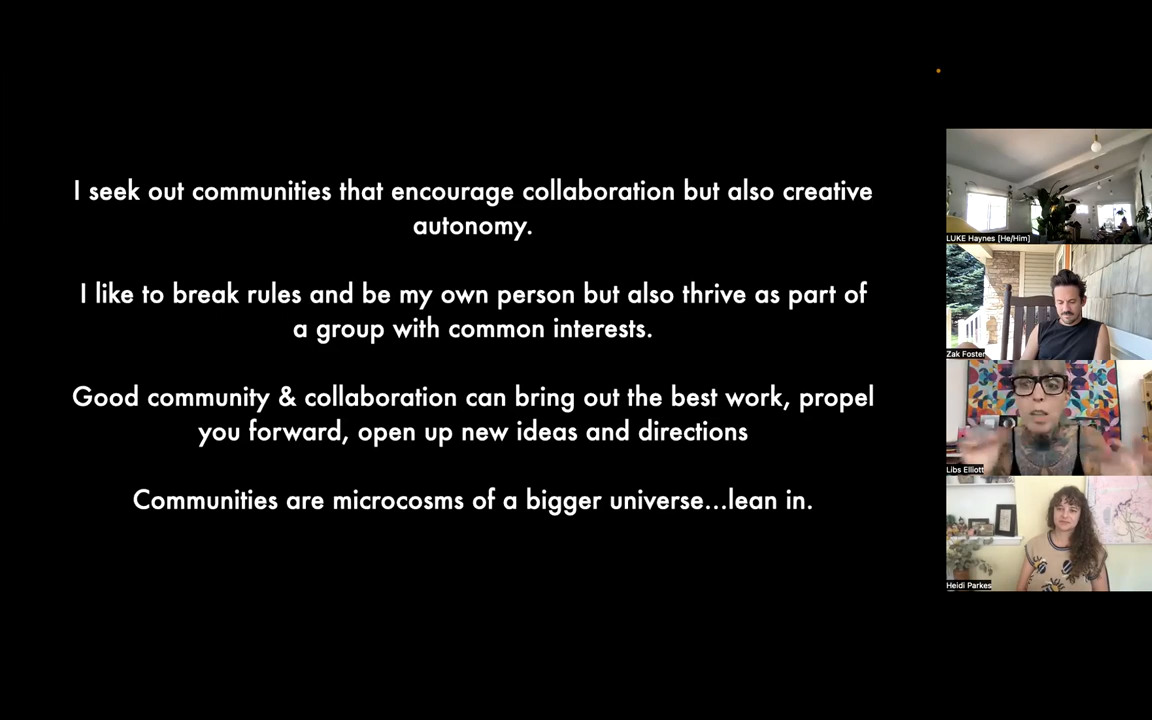 I seek out communities that encourage collaboration but also creative
autonomy.
I like to break rules and be my own person but also thrive as part of
a group with common interests.
Good community & collaboration can bring out the best work, propel
you forward, open up new ideas and directions
Communities are microcosms of a bigger universe...lean in.
LUKE Haynes [He/Him]
Zak Foster
Libs Elliott
Heidi Parkes